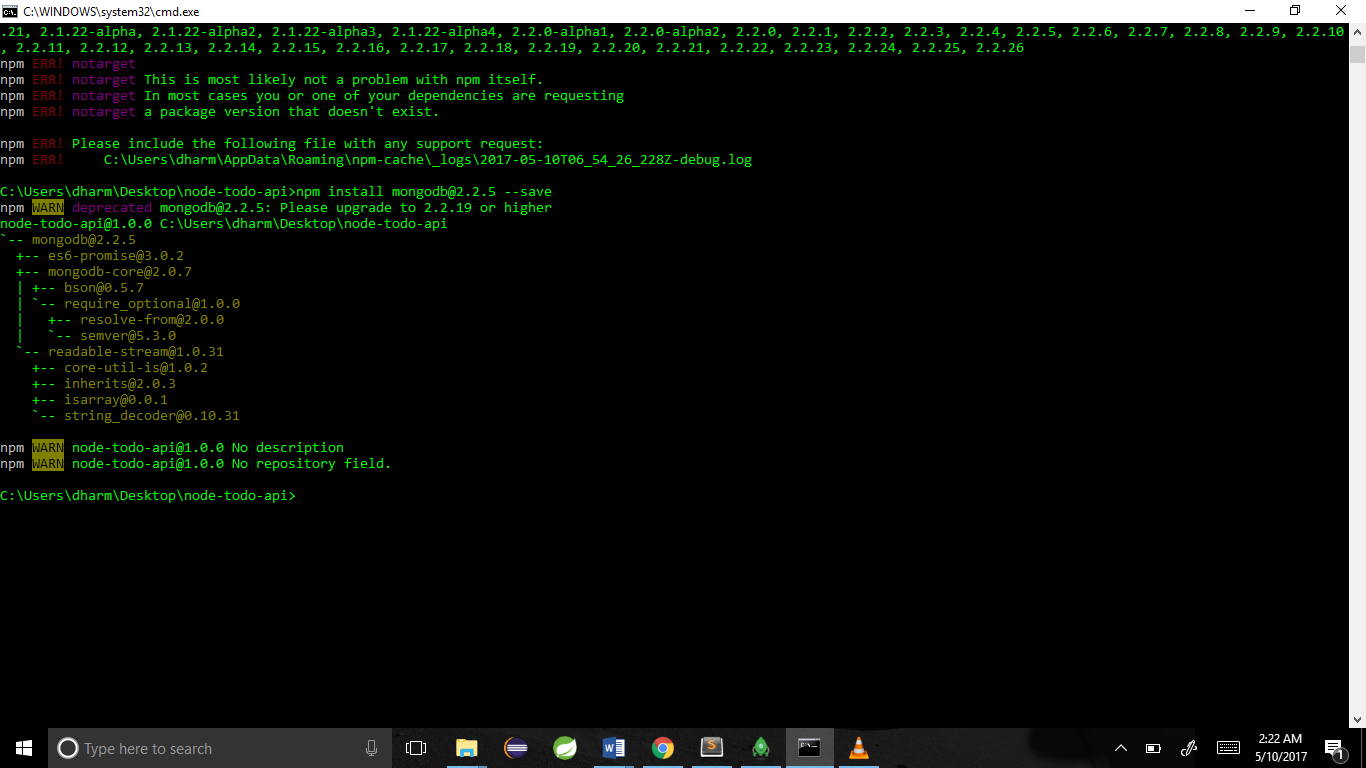 C:\WINDOWS\system32\cmd.exe
.21, 2.1.22-alpha, 2.1.22-alpha2, 2.1.22-alpha3, 2.1.22-alpha4, 2.2.0-alpha1, 2.2.0-alpha2, 2.2.0, 2.2.1, 2.2.2, 2.2.3, 2.2.4, 2.2.5, 2.2.6, 2.2.7, 2.2.8, 2.2.9, 2.2.10
, 2.2.11, 2.2.12, 2.2.13, 2.2.14, 2.2.15, 2.2.16, 2.2.17, 2.2.18, 2.2.19, 2.2.20, 2.2.21, 2.2.22, 2.2.23, 2.2.24, 2.2.25, 2.2.26
npm ERR! notarget
npm ERR! notarget This is most likely not a problem with npm itself.
npm ERR! notarget In most cases you or one of your dependencies are requesting
npm ERR! notarget a package version that doesn't exist.

npm ERR! Please include the following file with any support request:
npm ERR!     C:\Users\dharm\AppData\Roaming\npm-cache\_logs\2017-05-10T06_54_26_228Z-debug.log

C:\Users\dharm\Desktop\node-todo-api>npm install mongodb@2.2.5 --save
npm WARN deprecated mongodb@2.2.5: Please upgrade to 2.2.19 or higher
node-todo-api@1.0.0 C:\Users\dharm\Desktop\node-todo-api
`-- mongodb@2.2.5
  +-- es6-promise@3.0.2
  +-- mongodb-core@2.0.7
  | +-- bson@0.5.7
  | `-- require_optional@1.0.0
  |   +-- resolve-from@2.0.0
  |   `-- semver@5.3.0
  `-- readable-stream@1.0.31
    +-- core-util-is@1.0.2
    +-- inherits@2.0.3
    +-- isarray@0.0.1
    `-- string_decoder@0.10.31

npm WARN node-todo-api@1.0.0 No description
npm WARN node-todo-api@1.0.0 No repository field.

C:\Users\dharm\Desktop\node-todo-api>
Type here to search
2:22 AM
5/10/2017
1